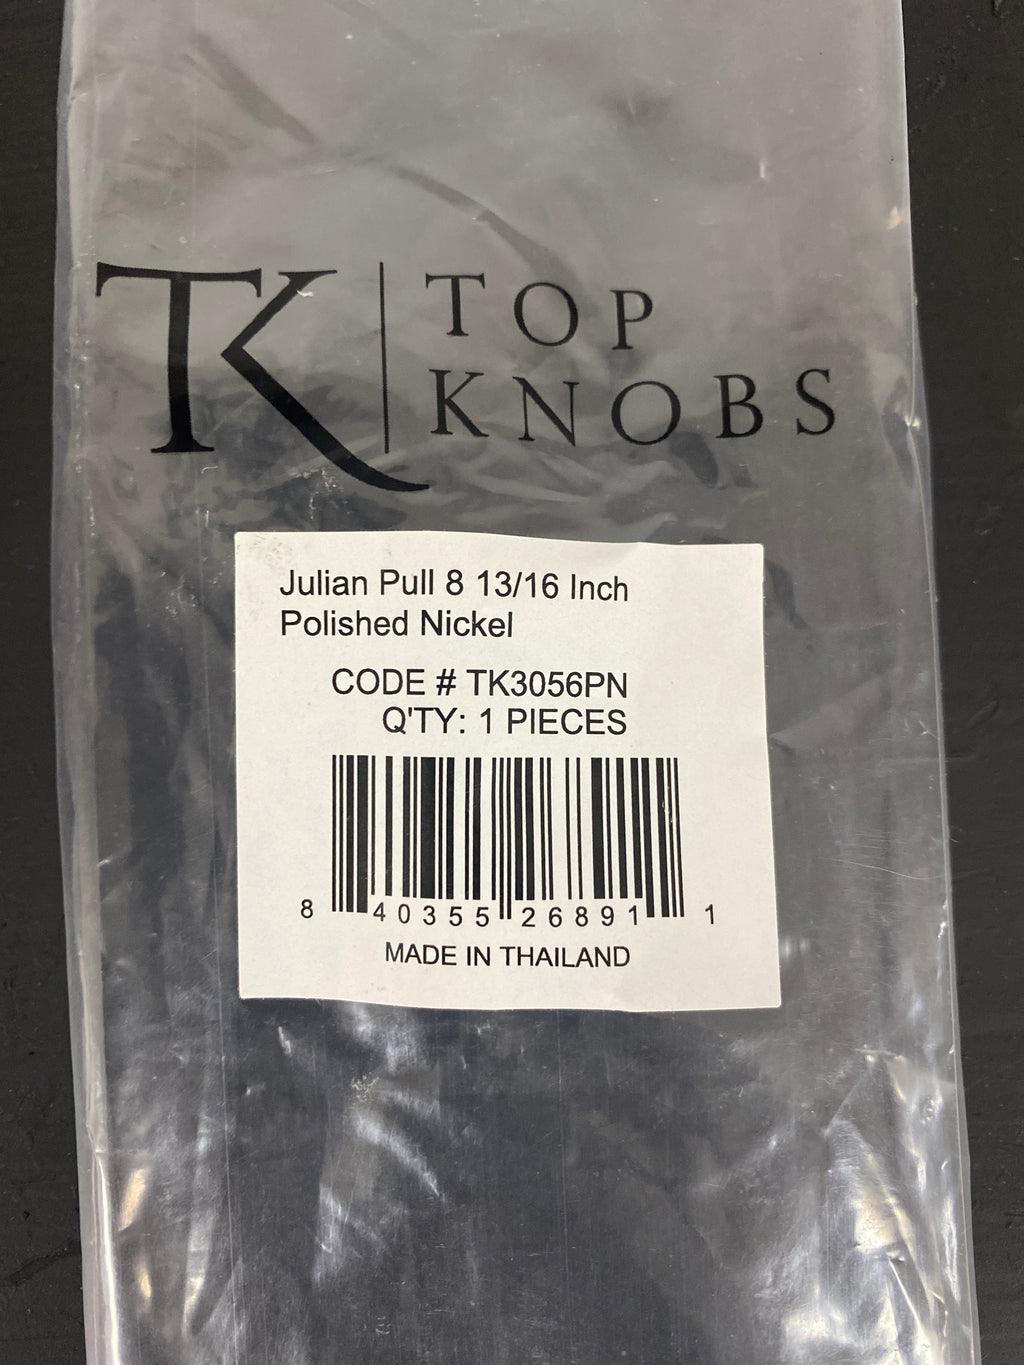 TK | TOP
KNOBS
Julian Pull 8 13/16 Inch
Polished Nickel
CODE # TK3056PN
Q'TY: 1 PIECES
8 40355 26891 1
MADE IN THAILAND